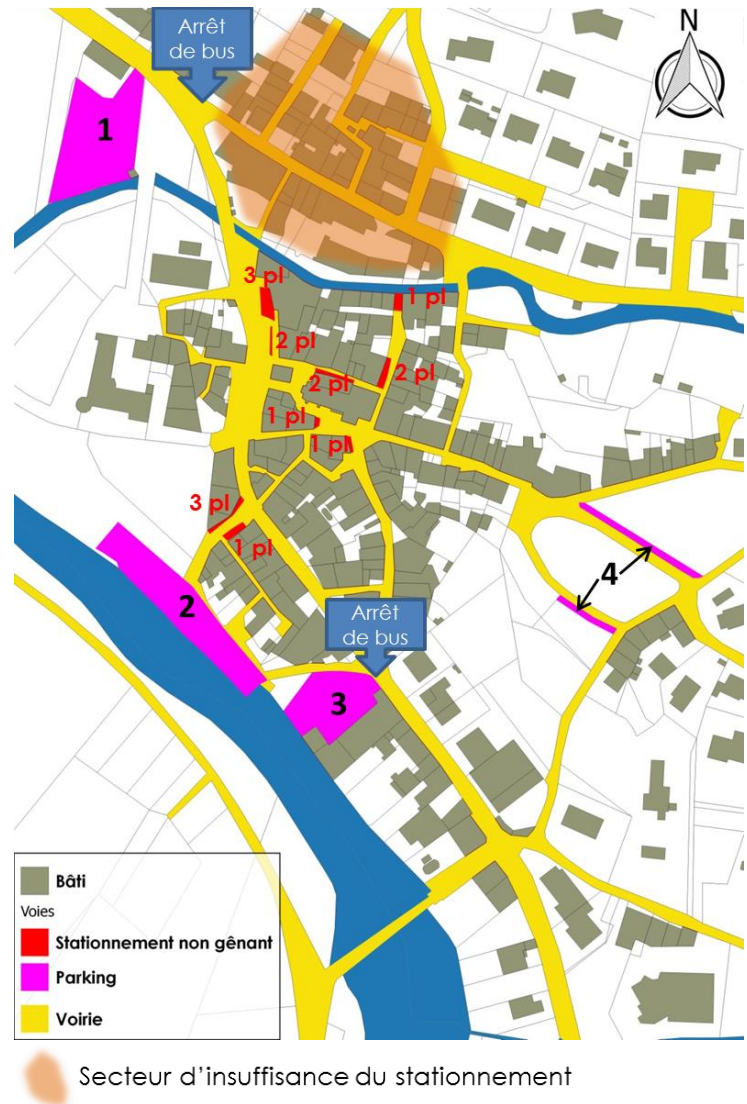 Arrêt
de bus
N
1
3 pl
1 pl
2 pl
2 pl
2 pl
1 pl
1 pl
3 pl
1 pl
4
2
Arrêt
de bus
3
Bâti
Voies
Stationnement non gênant
Parking
Voirie
Secteur d'insuffisance du stationnement